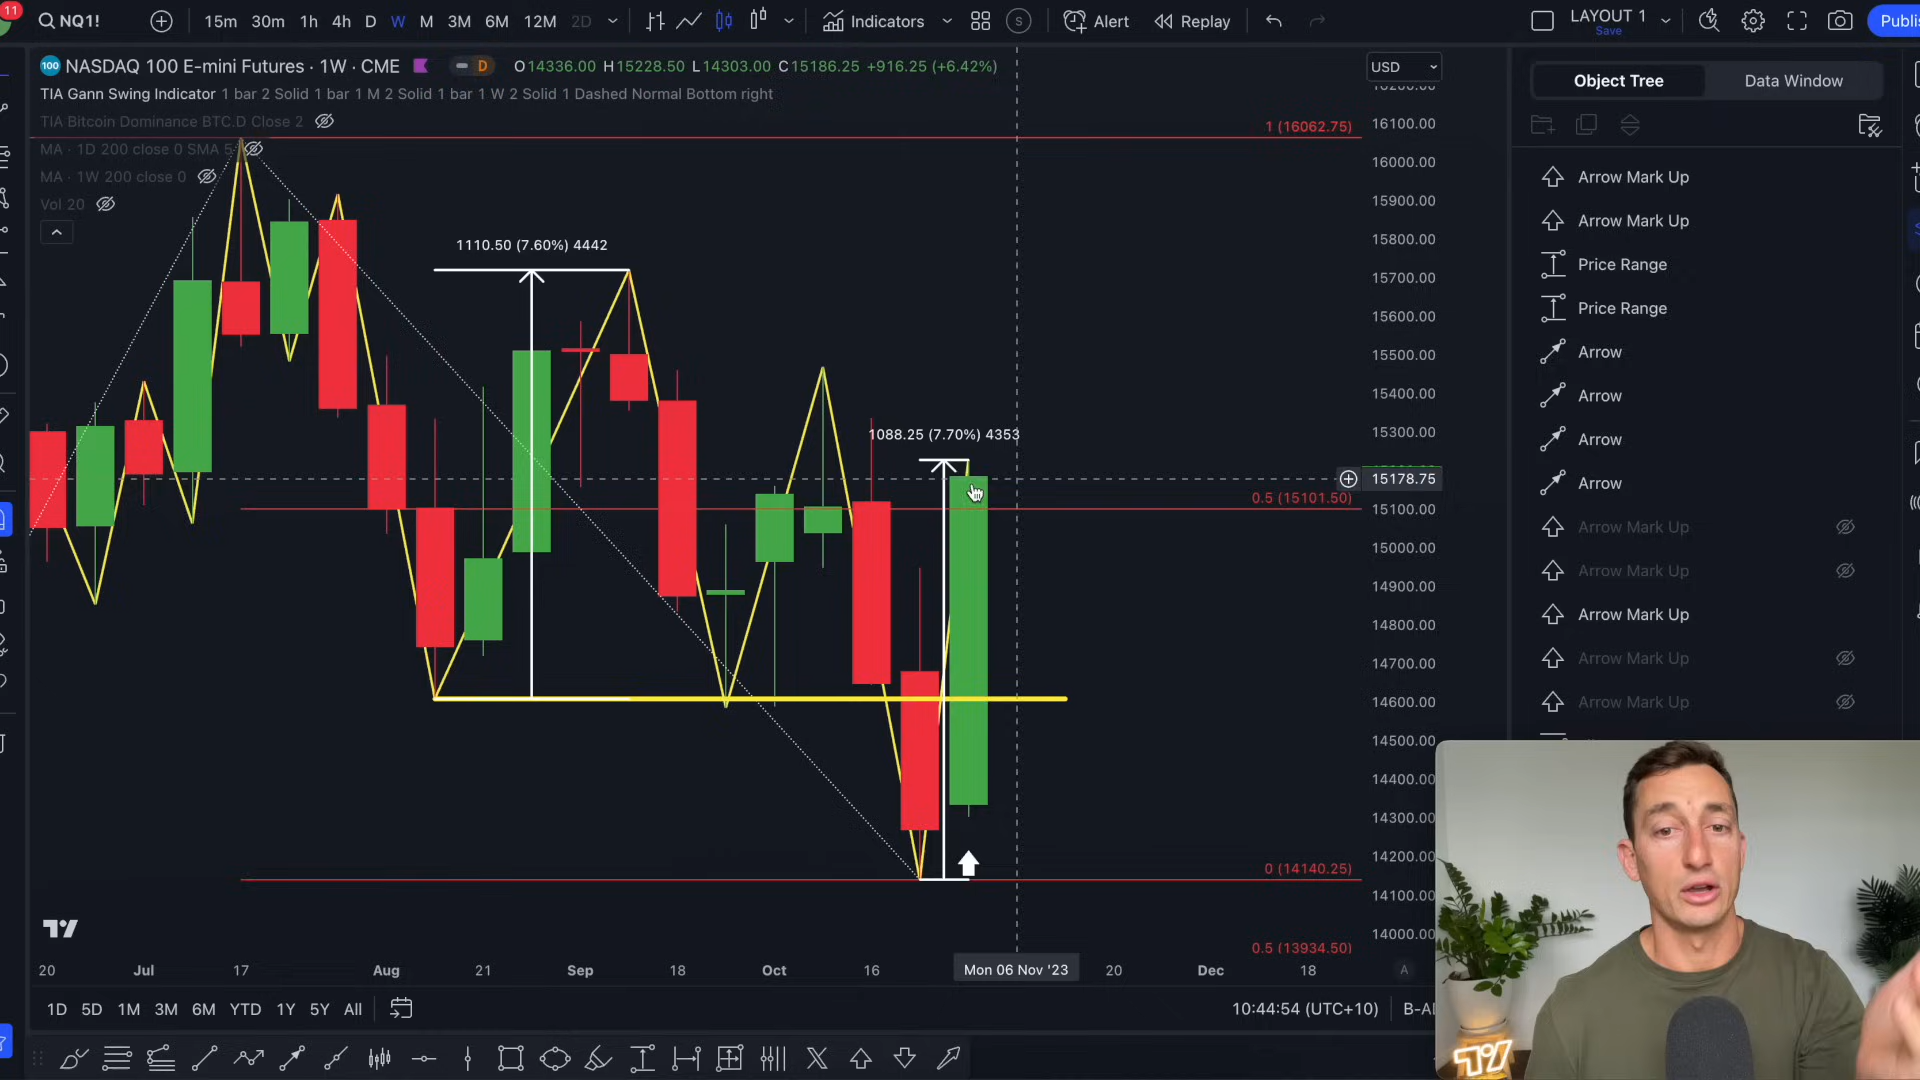 11
NQ1!
15m 30m 1h 4h D W M 3M 6M 12M 2D
Indicators
S
Alert
Replay
LAYOUT 1
Save
Publi
100 NASDAQ 100 E-mini Futures · 1W · CME
D
O14336.00 H15228.50 L14303.00 C15186.25 +916.25 (+6.42%)
USD
TIA Gann Swing Indicator 1 bar 2 Solid 1 bar 1 M 2 Solid 1 bar 1 W 2 Solid 1 Dashed Normal Bottom right
TIA Bitcoin Dominance BTC.D Close 2
MA · 1D 200 close 0 SMA 5
MA · 1W 200 close 0
Vol 20
1 (16062.75)
1110.50 (7.60%) 4442
1088.25 (7.70%) 4353
0.5 (15101.50)
0 (14140.25)
0.5 (13934.50)
16100.00
16000.00
15900.00
15800.00
15700.00
15600.00
15500.00
15400.00
15300.00
15178.75
15100.00
15000.00
14900.00
14800.00
14700.00
14600.00
14500.00
14400.00
14300.00
14200.00
14100.00
14000.00
20 Jul 17 Aug 21 Sep 18 Oct 16 Mon 06 Nov '23 20 Dec 18 A
1D 5D 1M 3M 6M YTD 1Y 5Y All
10:44:54 (UTC+10)
Object Tree
Data Window
Arrow Mark Up
Arrow Mark Up
Price Range
Price Range
Arrow
Arrow
Arrow
Arrow
Arrow Mark Up
Arrow Mark Up
Arrow Mark Up
Arrow Mark Up
Arrow Mark Up